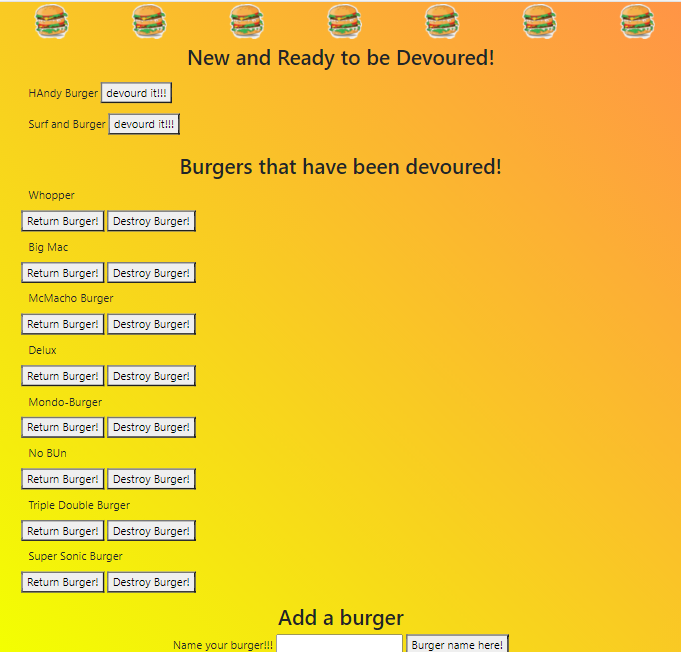 New and Ready to be Devoured!
HAndy Burger devourd it!!!
Surf and Burger devourd it!!!
Burgers that have been devoured!
Whopper
Return Burger! Destroy Burger!
Big Mac
Return Burger! Destroy Burger!
McMacho Burger
Return Burger! Destroy Burger!
Delux
Return Burger! Destroy Burger!
Mondo-Burger
Return Burger! Destroy Burger!
No BUn
Return Burger! Destroy Burger!
Triple Double Burger
Return Burger! Destroy Burger!
Super Sonic Burger
Return Burger! Destroy Burger!
Add a burger
Name your burger!!! Burger name here!